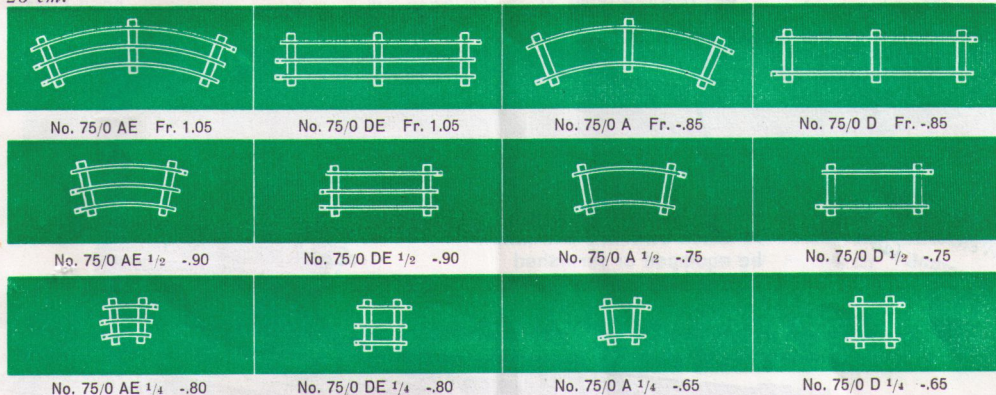 20 cm.
No. 75/0 AE Fr. 1.05 No. 75/0 DE Fr. 1.05 No. 75/0 A Fr. -.85 No. 75/0 D Fr. -.85
No. 75/0 AE 1/2 -.90 No. 75/0 DE 1/2 -.90 No. 75/0 A 1/2 -.75 No. 75/0 D 1/2 -.75
No. 75/0 AE 1/4 -.80 No. 75/0 DE 1/4 -.80 No. 75/0 A 1/4 -.65 No. 75/0 D 1/4 -.65